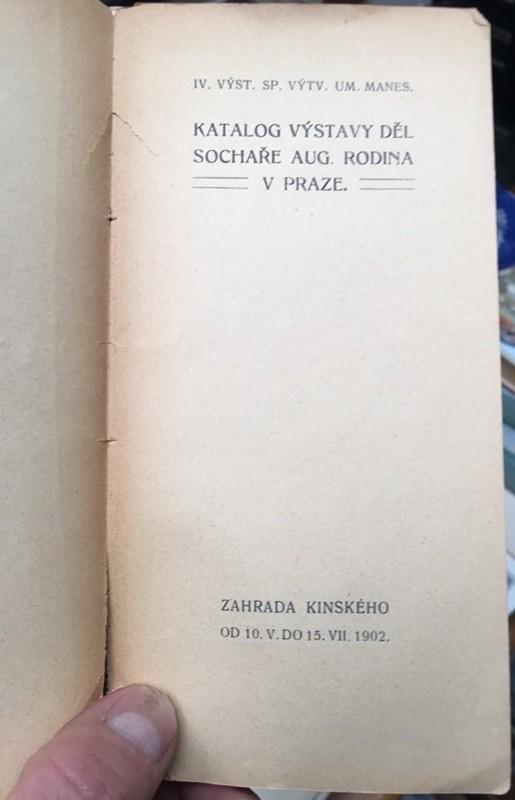 IV. VÝST. SP. VÝTV. UM. MANES.
KATALOG VÝSTAVY DĚL
SOCHAŘE AUG. RODINA
V PRAZE.
ZAHRADA KINSKÉHO
OD 10. V. DO 15. VII. 1902.